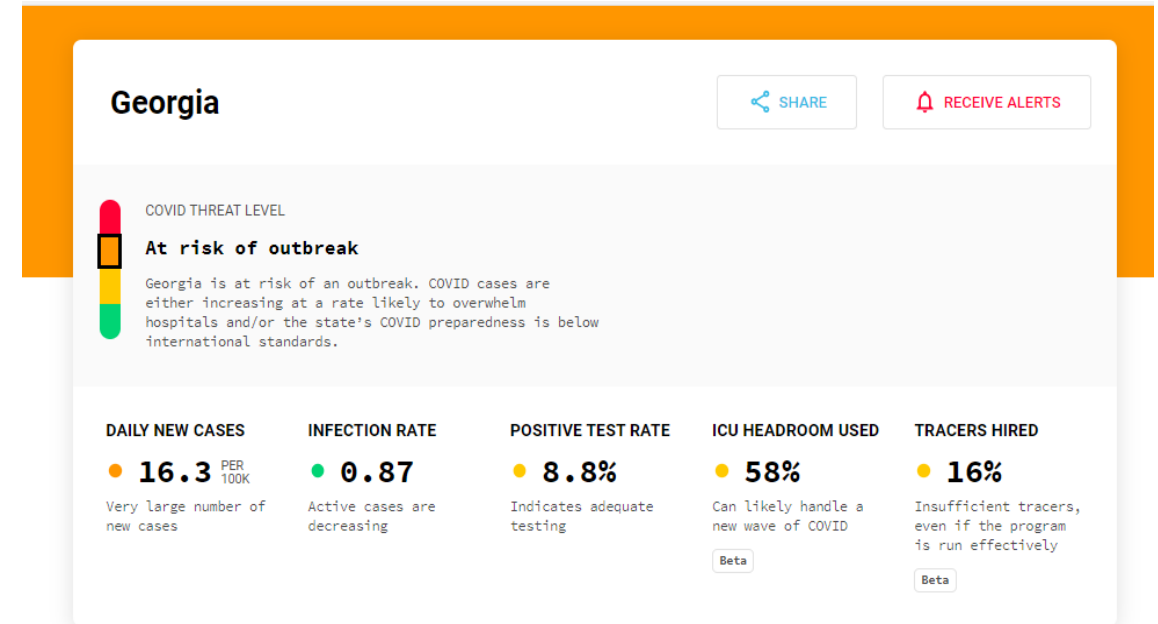 Georgia
SHARE
RECEIVE ALERTS
COVID THREAT LEVEL
At risk of outbreak
Georgia is at risk of an outbreak. COVID cases are
either increasing at a rate likely to overwhelm
hospitals and/or the state's COVID preparedness is below
international standards.
DAILY NEW CASES
16.3 PER 100K
Very large number of
new cases
INFECTION RATE
0.87
Active cases are
decreasing
POSITIVE TEST RATE
8.8%
Indicates adequate
testing
ICU HEADROOM USED
58%
Can likely handle a
new wave of COVID
Beta
TRACERS HIRED
16%
Insufficient tracers,
even if the program
is run effectively
Beta